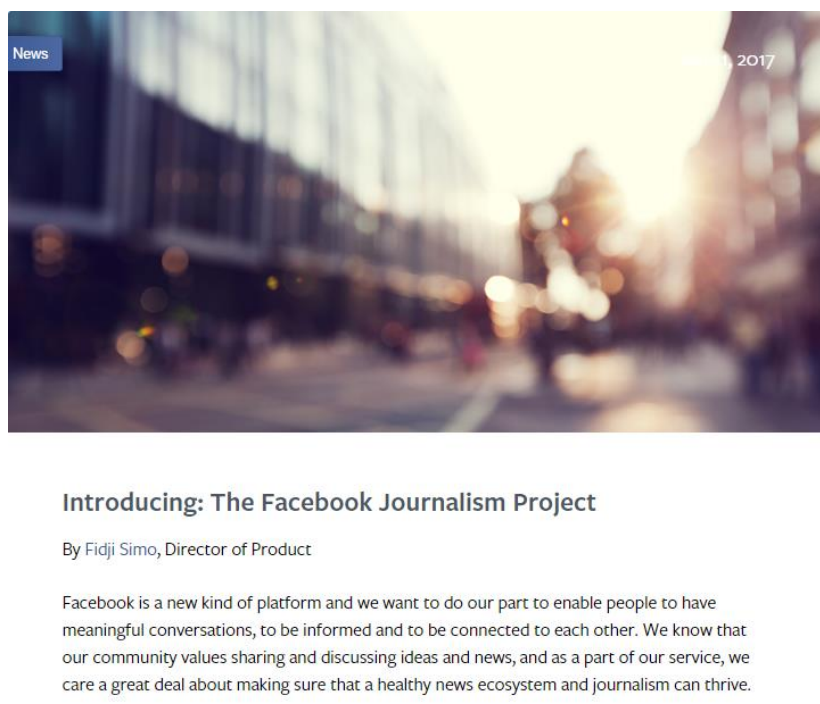 News
, 2017
Introducing: The Facebook Journalism Project
By Fidji Simo, Director of Product
Facebook is a new kind of platform and we want to do our part to enable people to have
meaningful conversations, to be informed and to be connected to each other. We know that
our community values sharing and discussing ideas and news, and as a part of our service, we
care a great deal about making sure that a healthy news ecosystem and journalism can thrive.